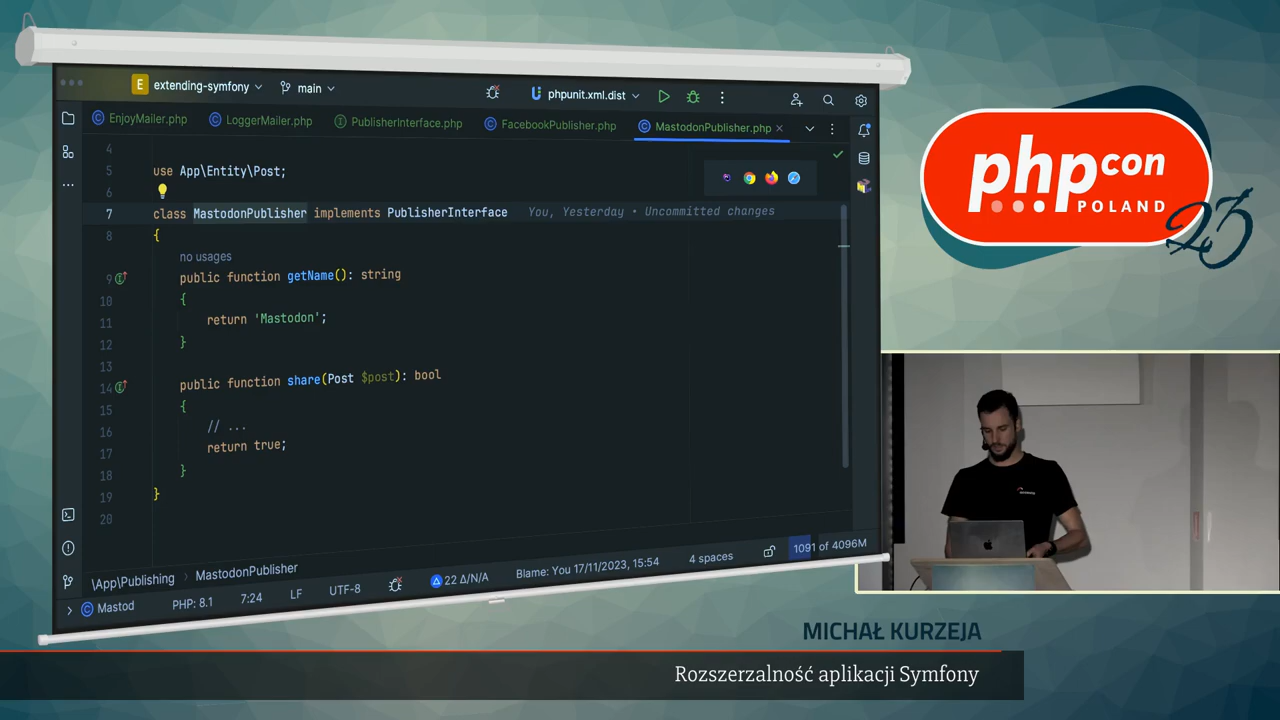 extending-symfony
main
phpunit.xml.dist
EnjoyMailer.php
LoggerMailer.php
PublisherInterface.php
FacebookPublisher.php
MastodonPublisher.php
4
5 use App\Entity\Post;
6
7 class MastodonPublisher implements PublisherInterface You, Yesterday • Uncommitted changes
8 {
no usages
9 public function getName(): string
10 {
11 return 'Mastodon';
12 }
13
14 public function share(Post $post): bool
15 {
16 // ...
17 return true;
18 }
19 }
20
\App\Publishing > MastodonPublisher
Mastod PHP: 8.1 7:24 LF UTF-8 22 Δ/N/A Blame: You 17/11/2023, 15:54 4 spaces 1091 of 4096M
phpcon
POLAND
23
MICHAŁ KURZEJA
Rozszerzalność aplikacji Symfony